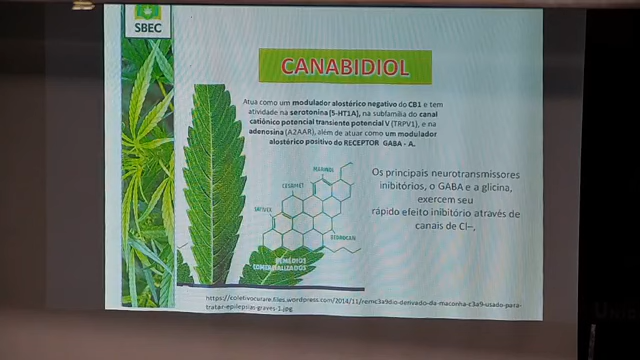 SBEC
CANABIDIOL
Atua como um modulador alostérico negativo do CB1 e tem
atividade na serotonina (5-HT1A), na subfamília do canal
catiônico potencial transiente potencial V (TRPV1), e na
adenosina (A2AAR), além de atuar como um modulador
alostérico positivo do RECEPTOR GABA - A.
MARINOL
CESAMET
SATIVEX
BEDROCAN
REMÉDIOS
COMERCIALIZADOS
Os principais neurotransmissores
inibitórios, o GABA e a glicina,
exercem seu
rápido efeito inibitório através de
canais de Cl–,
https://coletivocurare.files.wordpress.com/2014/11/remc3a9dio-derivado-da-maconha-c3a9-usado-para-
tratar-epilepsias-graves-1.jpg